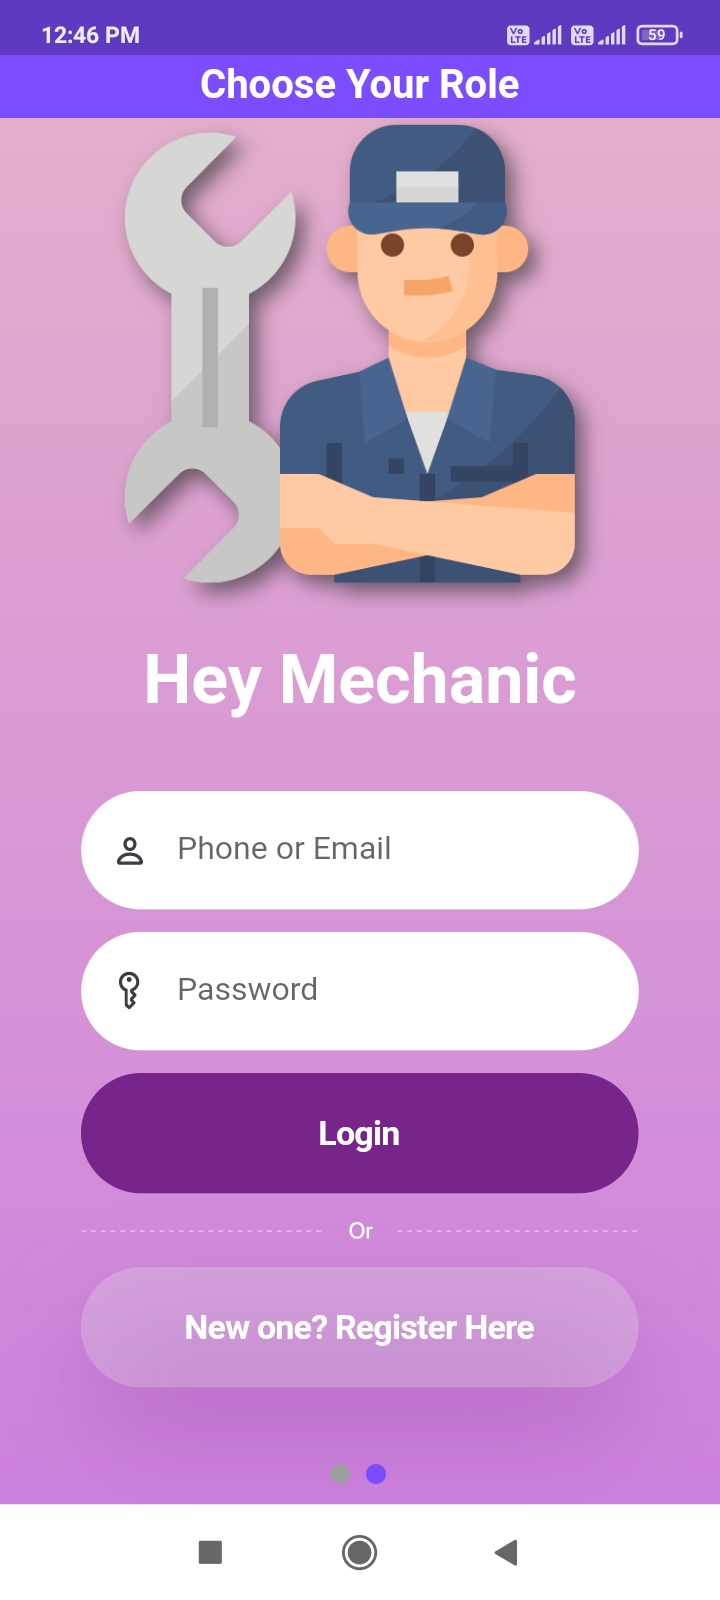 12:46 PM
Vo LTE Vo LTE 59
Choose Your Role
Hey Mechanic
Phone or Email
Password
Login
Or
New one? Register Here